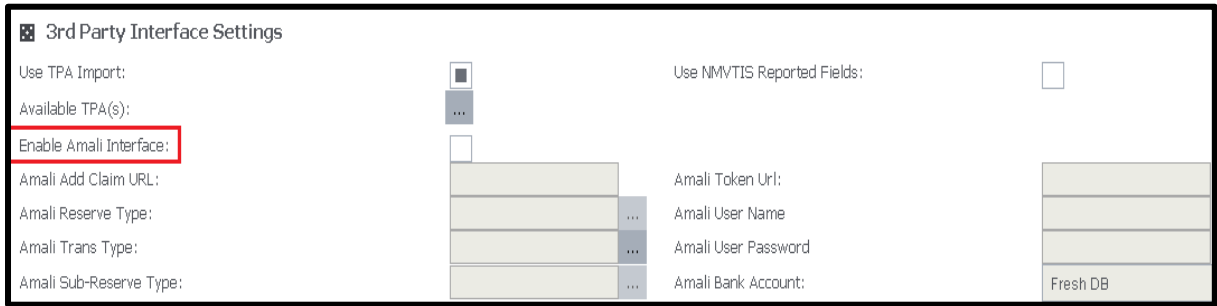 3rd Party Interface Settings
Use TPA Import: Use NMVTIS Reported Fields:
Available TPA(s): ...
Enable Amali Interface:
Amali Add Claim URL: Amali Token Url:
Amali Reserve Type: ... Amali User Name
Amali Trans Type: ... Amali User Password
Amali Sub-Reserve Type: ... Amali Bank Account: Fresh DB